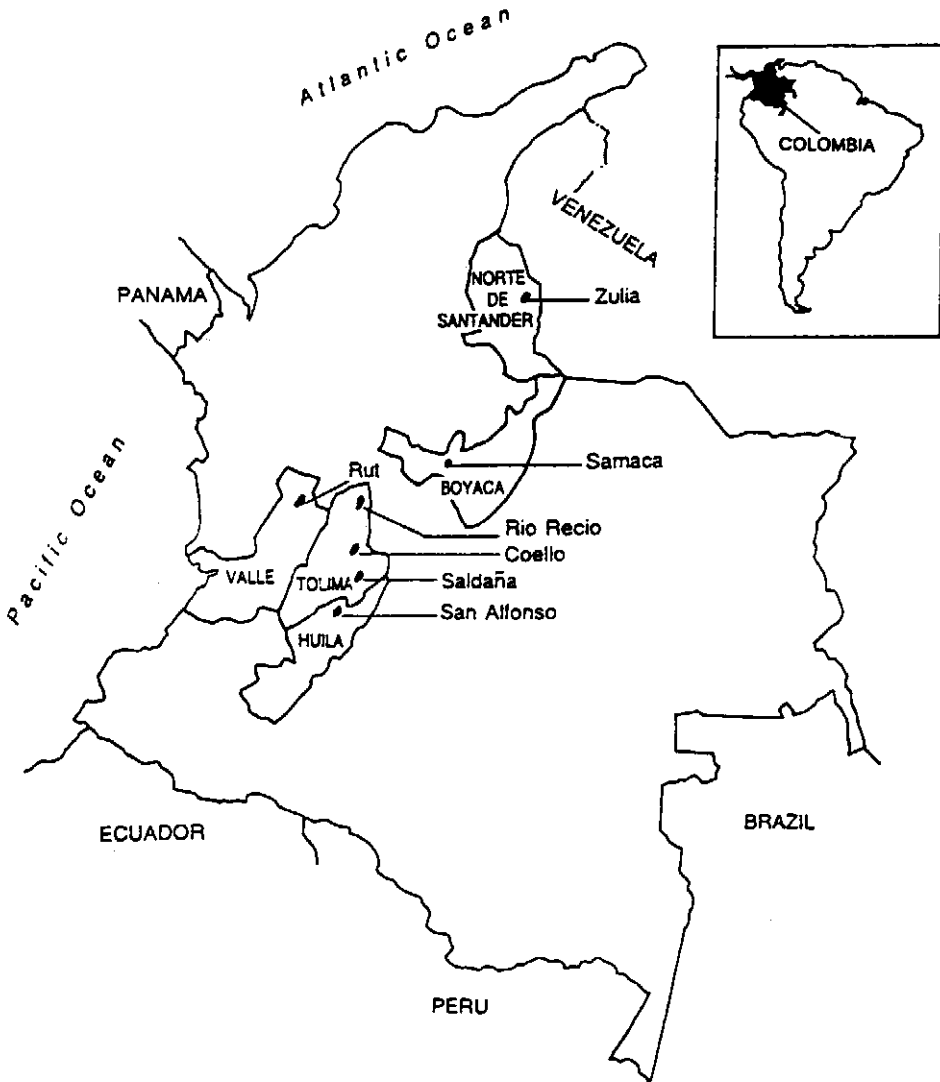 Atlantic Ocean
COLOMBIA
VENEZUELA
PANAMA
NORTE
DE
SANTANDER
Zulia
Pacific Ocean
Rut
Samaca
BOYACA
Rio Recio
Coello
VALLE
TOLIMA
Saldaña
San Alfonso
HUILA
ECUADOR
BRAZIL
PERU